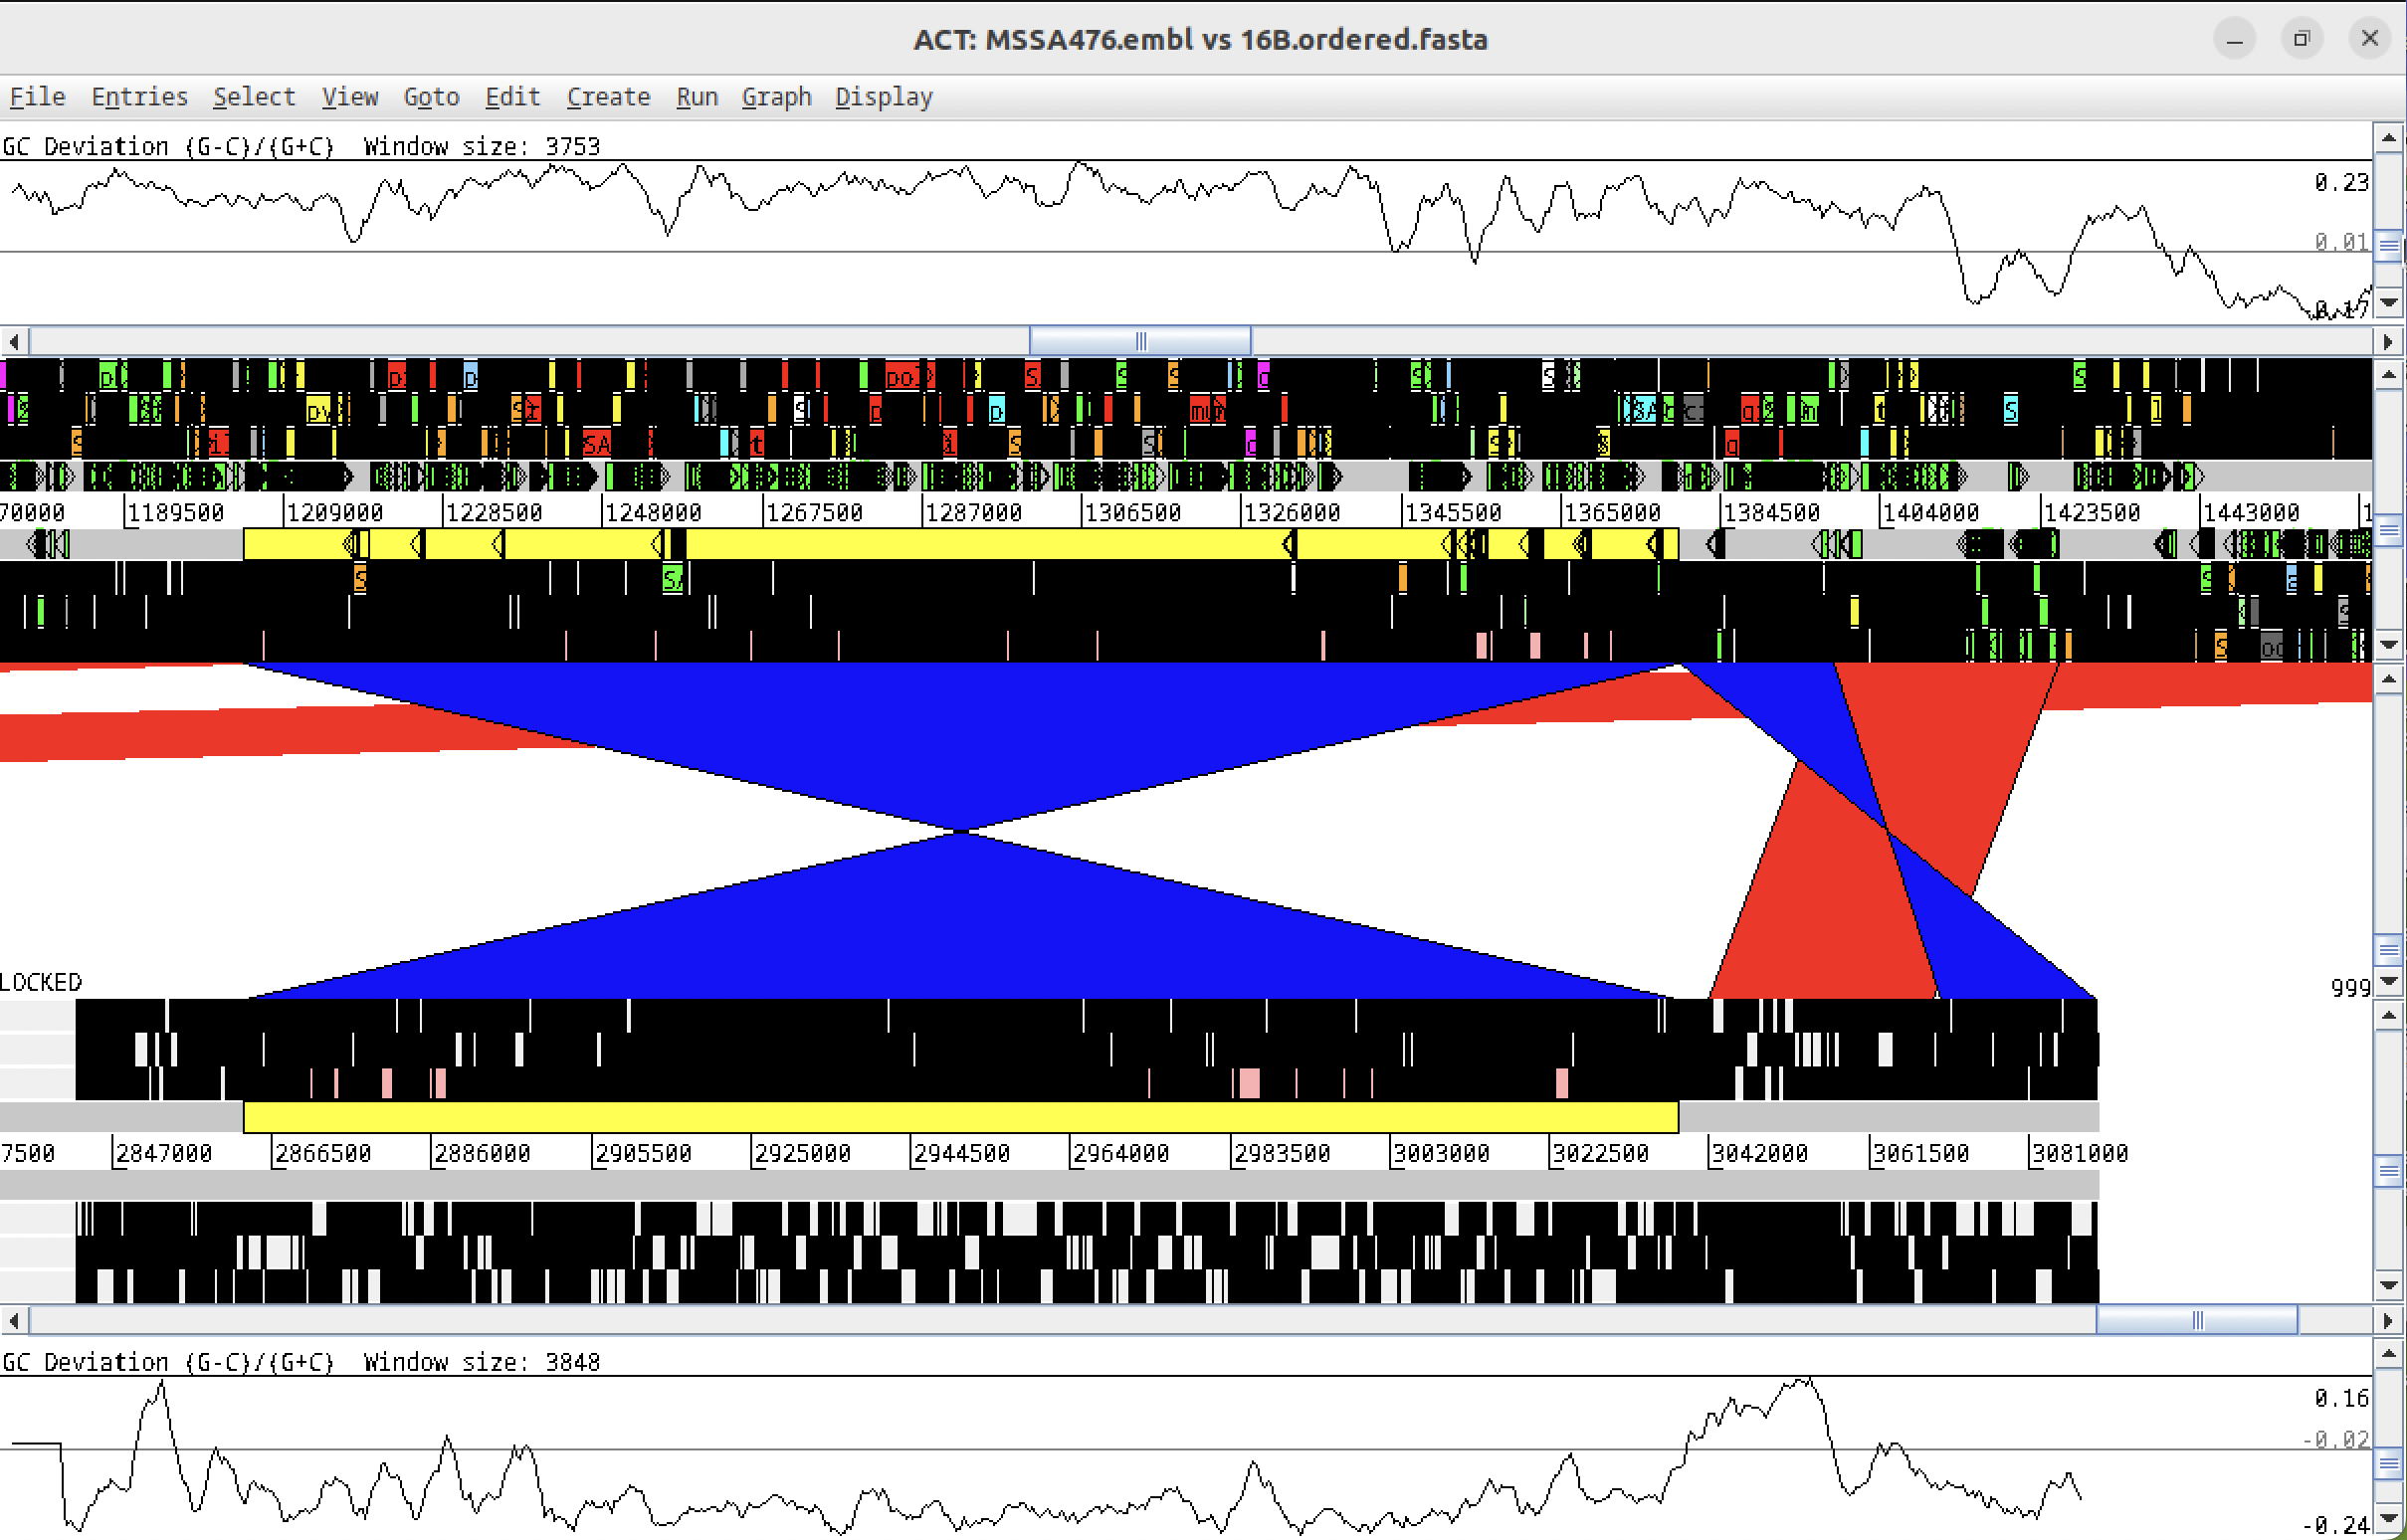 ACT: MSSA476.embl vs 16B.ordered.fasta
File Entries Select View Goto Edit Create Run Graph Display
GC Deviation (G-C)/(G+C) Window size: 3753
0.23
0.01
70000 1189500 1209000 1228500 1248000 1267500 1287000 1306500 1326000 1345500 1365000 1384500 1404000 1423500 1443000 1
LOCKED
999
7500 2847000 2866500 2886000 2905500 2925000 2944500 2964000 2983500 3003000 3022500 3042000 3061500 3081000
GC Deviation (G-C)/(G+C) Window size: 3848
0.16
-0.02
-0.24